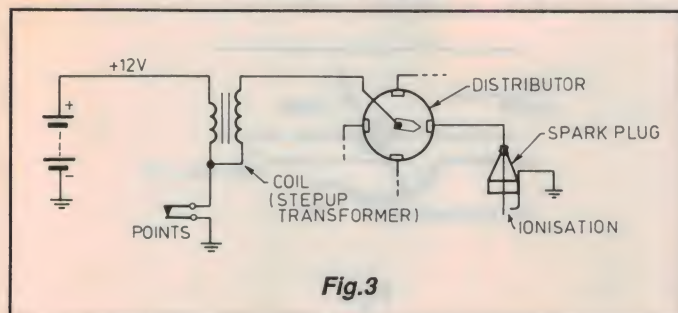 +12V
+
−
POINTS
COIL
(STEPUP
TRANSFORMER)
DISTRIBUTOR
SPARK PLUG
IONISATION
Fig.3